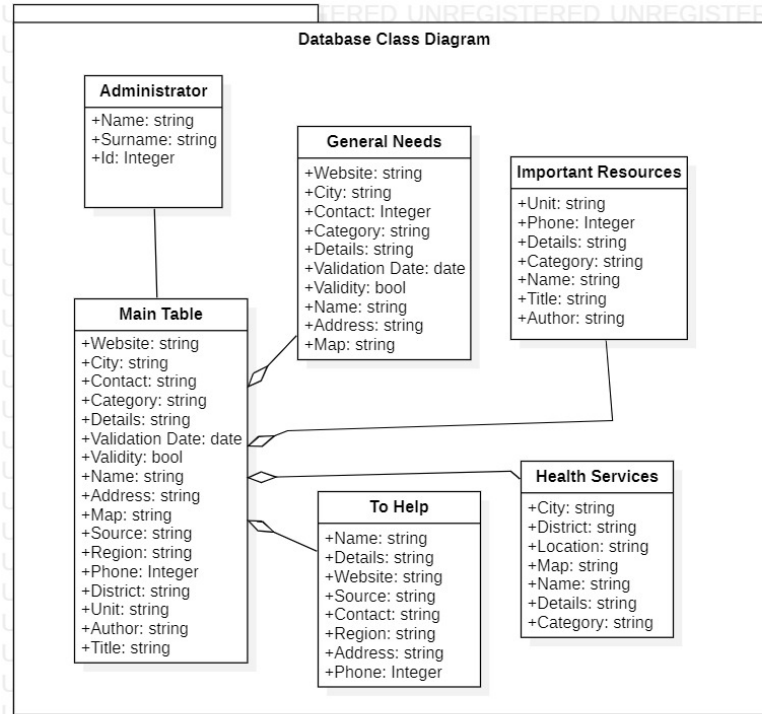 UNREGISTERED UNREGISTERED
Database Class Diagram
Administrator
+Name: string
+Surname: string
+Id: Integer
General Needs
+Website: string
+City: string
+Contact: Integer
+Category: string
+Details: string
+Validation Date: date
+Validity: bool
+Name: string
+Address: string
+Map: string
Important Resources
+Unit: string
+Phone: Integer
+Details: string
+Category: string
+Name: string
+Title: string
+Author: string
Main Table
+Website: string
+City: string
+Contact: string
+Category: string
+Details: string
+Validation Date: date
+Validity: bool
+Name: string
+Address: string
+Map: string
+Source: string
+Region: string
+Phone: Integer
+District: string
+Unit: string
+Author: string
+Title: string
To Help
+Name: string
+Details: string
+Website: string
+Source: string
+Contact: string
+Region: string
+Address: string
+Phone: Integer
Health Services
+City: string
+District: string
+Location: string
+Map: string
+Name: string
+Details: string
+Category: string